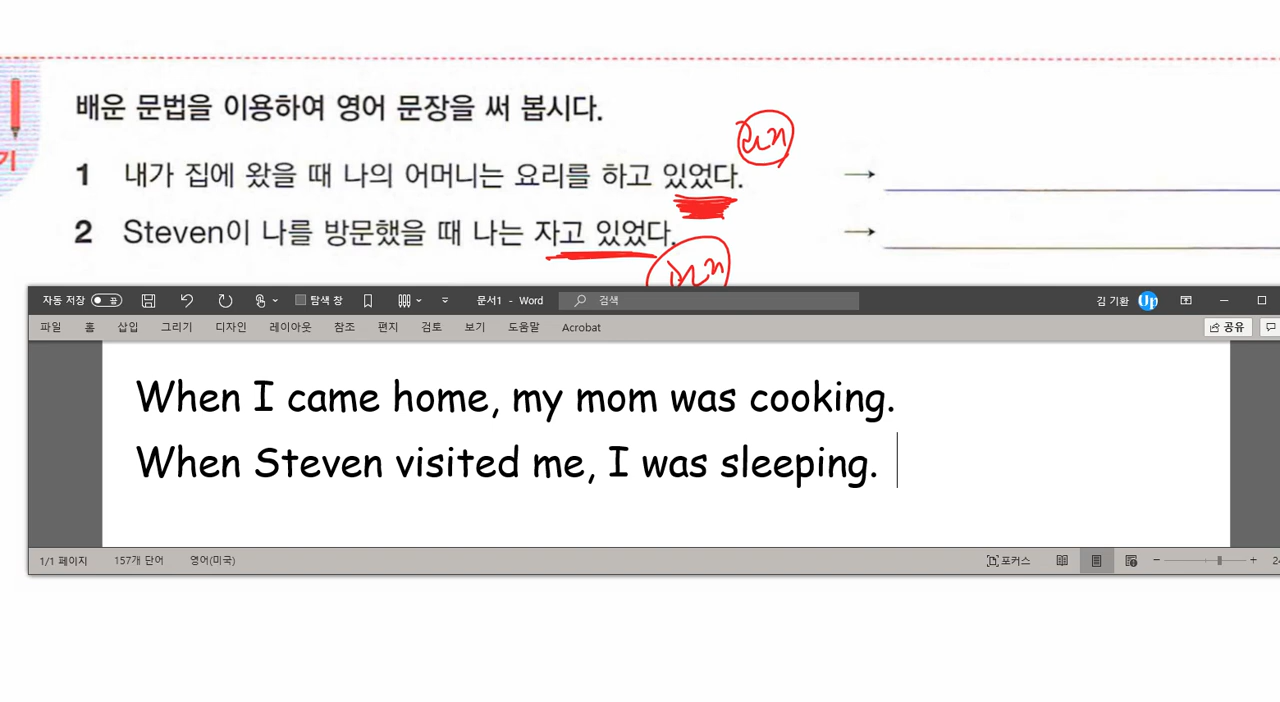 배운 문법을 이용하여 영어 문장을 써 봅시다.
기
1 내가 집에 왔을 때 나의 어머니는 요리를 하고 있었다. →
2 Steven이 나를 방문했을 때 나는 자고 있었다. →
자동 저장 문서1 - Word 검색 김 기환 Up
탐색 창
파일 홈 삽입 그리기 디자인 레이아웃 참조 편지 검토 보기 도움말 Acrobat 공유
When I came home, my mom was cooking.
When Steven visited me, I was sleeping.
1/1 페이지 157개 단어 영어(미국) 포커스